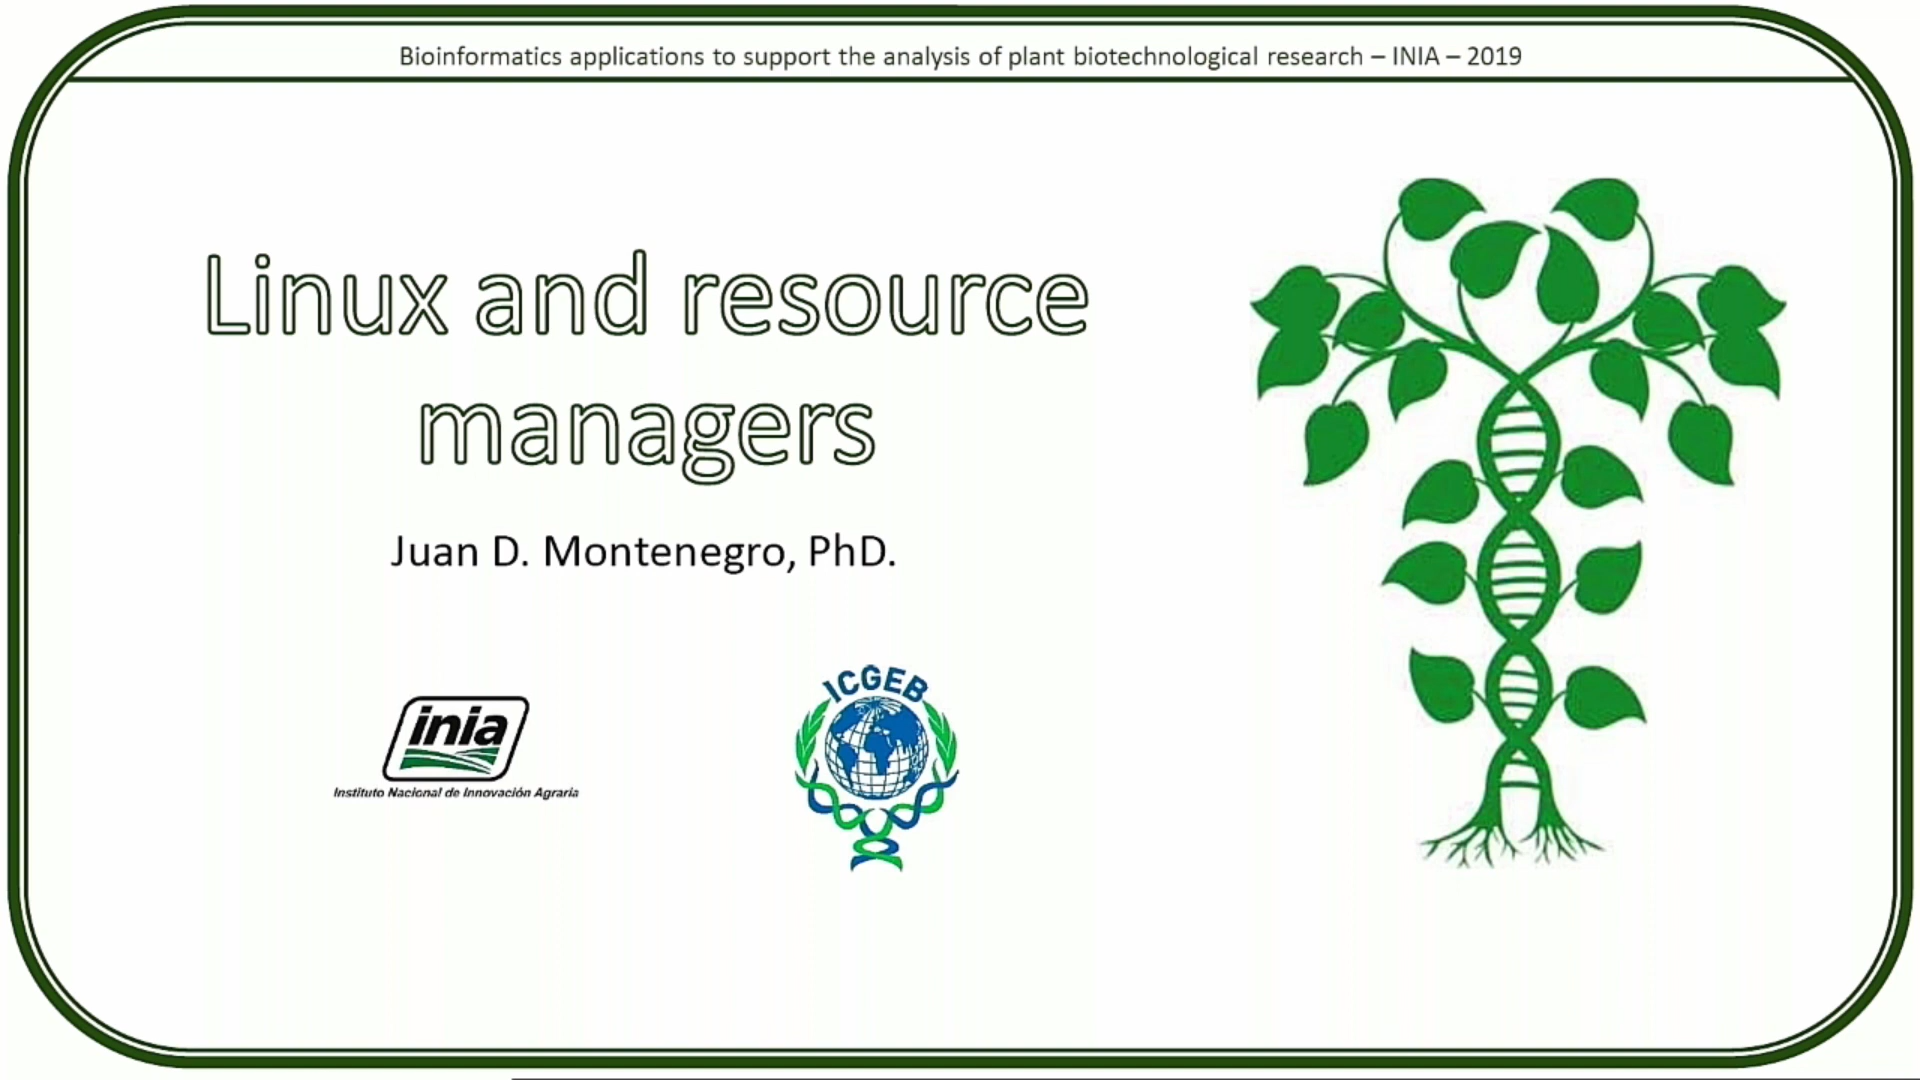 Bioinformatics applications to support the analysis of plant biotechnological research – INIA – 2019
Linux and resource
managers
Juan D. Montenegro, PhD.
inia
Instituto Nacional de Innovación Agraria
ICGEB